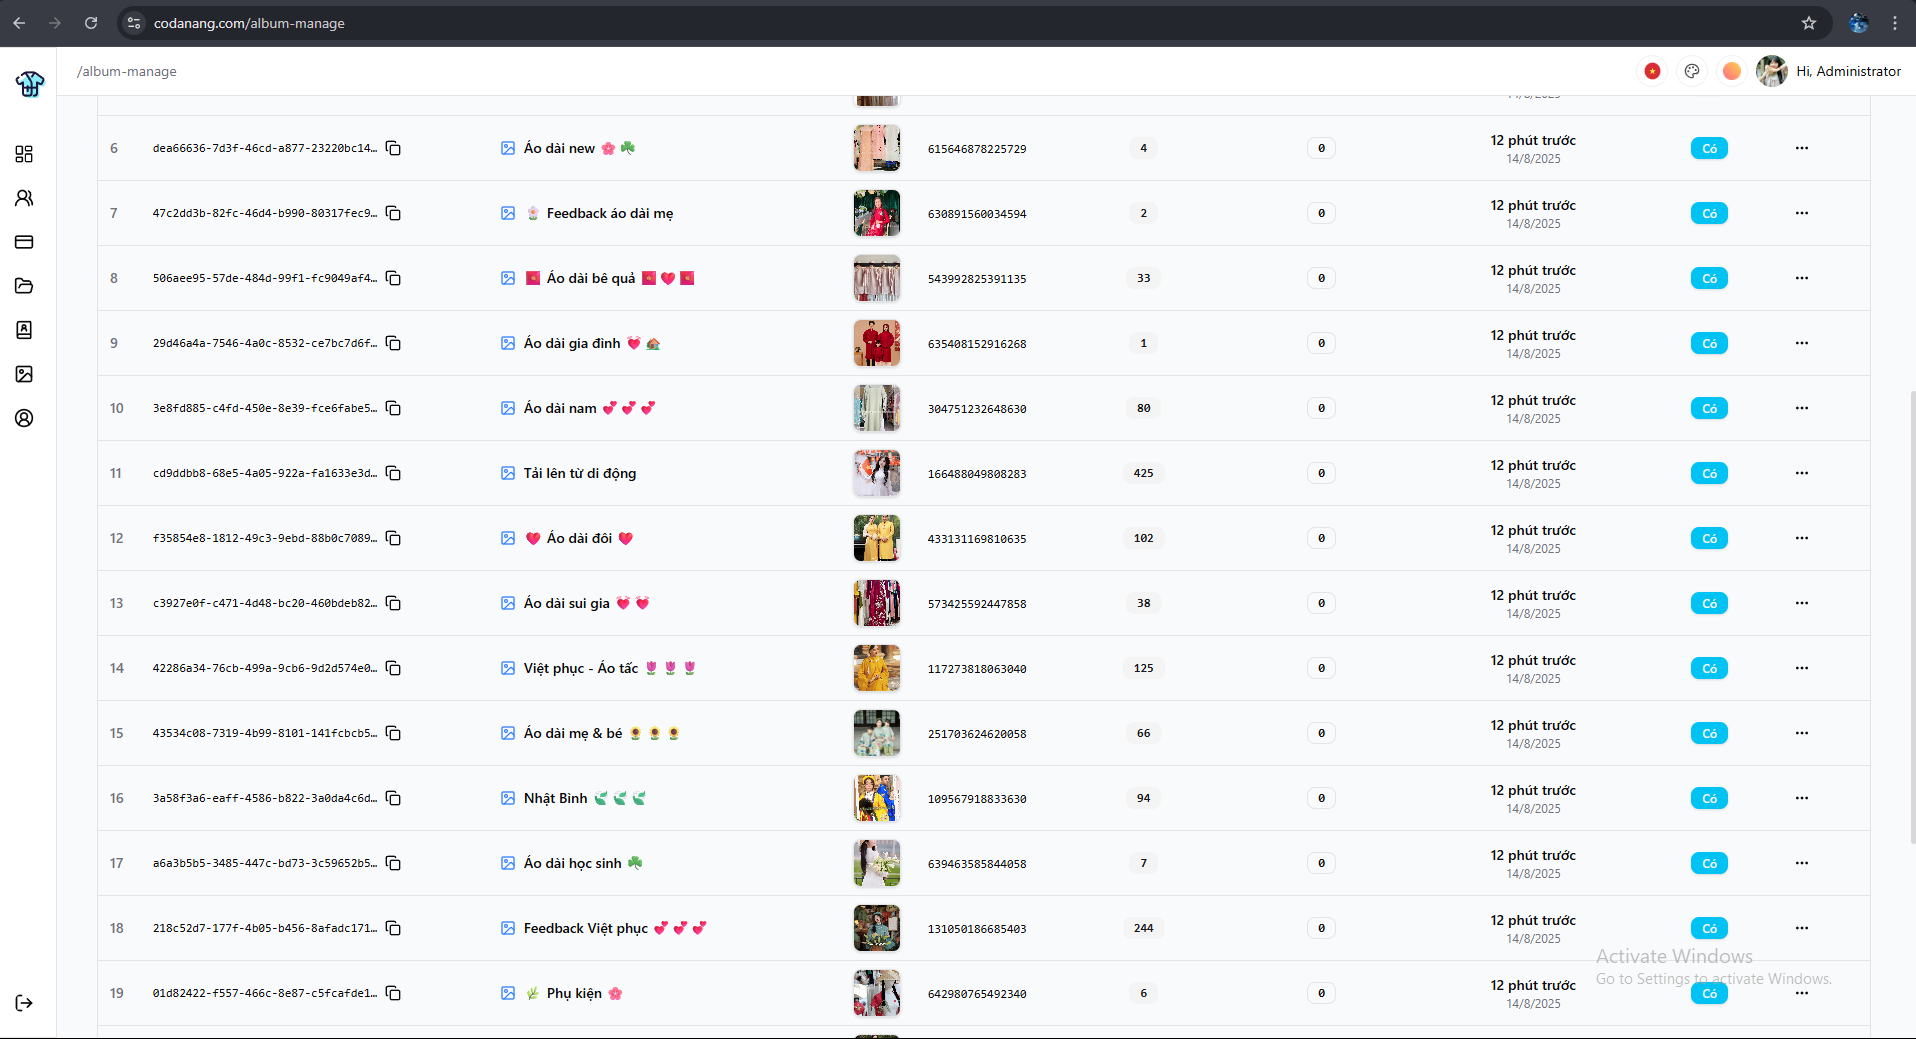 codanang.com/album-manage
/album-manage
Hi, Administrator
14/8/2025
6 dea66636-7d3f-46cd-a877-23220bc14… Áo dài new 🌸 ☘️ 615646878225729 4 0 12 phút trước 14/8/2025 Có ···
7 47c2dd3b-82fc-46d4-b990-80317fec9… Feedback áo dài mẹ 630891560034594 2 0 12 phút trước 14/8/2025 Có ···
8 506aee95-57de-484d-99f1-fc9049af4… Áo dài bê quả 543992825391135 33 0 12 phút trước 14/8/2025 Có ···
9 29d46a4a-7546-4a0c-8532-ce7bc7d6f… Áo dài gia đình 635408152916268 1 0 12 phút trước 14/8/2025 Có ···
10 3e8fd885-c4fd-450e-8e39-fce6fabe5… Áo dài nam 💕 💕 💕 304751232648630 80 0 12 phút trước 14/8/2025 Có ···
11 cd9ddbb8-68e5-4a05-922a-fa1633e3d… Tải lên từ di động 166488049808283 425 0 12 phút trước 14/8/2025 Có ···
12 f35854e8-1812-49c3-9ebd-88b0c7089… Áo dài đôi 433131169810635 102 0 12 phút trước 14/8/2025 Có ···
13 c3927e0f-c471-4d48-bc20-460bdeb82… Áo dài sui gia 573425592447858 38 0 12 phút trước 14/8/2025 Có ···
14 42286a34-76cb-499a-9cb6-9d2d574e0… Việt phục - Áo tấc 🌷 🌷 🌷 117273818063040 125 0 12 phút trước 14/8/2025 Có ···
15 43534c08-7319-4b99-8101-141fcbcb5… Áo dài mẹ & bé 🌻 🌻 🌻 251703624620058 66 0 12 phút trước 14/8/2025 Có ···
16 3a58f3a6-eaff-4586-b822-3a0da4c6d… Nhật Bình 🍃 🍃 🍃 109567918833630 94 0 12 phút trước 14/8/2025 Có ···
17 a6a3b5b5-3485-447c-bd73-3c59652b5… Áo dài học sinh ☘️ 639463585844058 7 0 12 phút trước 14/8/2025 Có ···
18 218c52d7-177f-4b05-b456-8afadc171… Feedback Việt phục 💕 💕 💕 131050186685403 244 0 12 phút trước 14/8/2025 Có ···
19 01d82422-f557-466c-8e87-c5fcafde1… 🌿 Phụ kiện 🌸 642980765492340 6 0 12 phút trước 14/8/2025 Có ···
Activate Windows
Go to Settings to activate Windows.